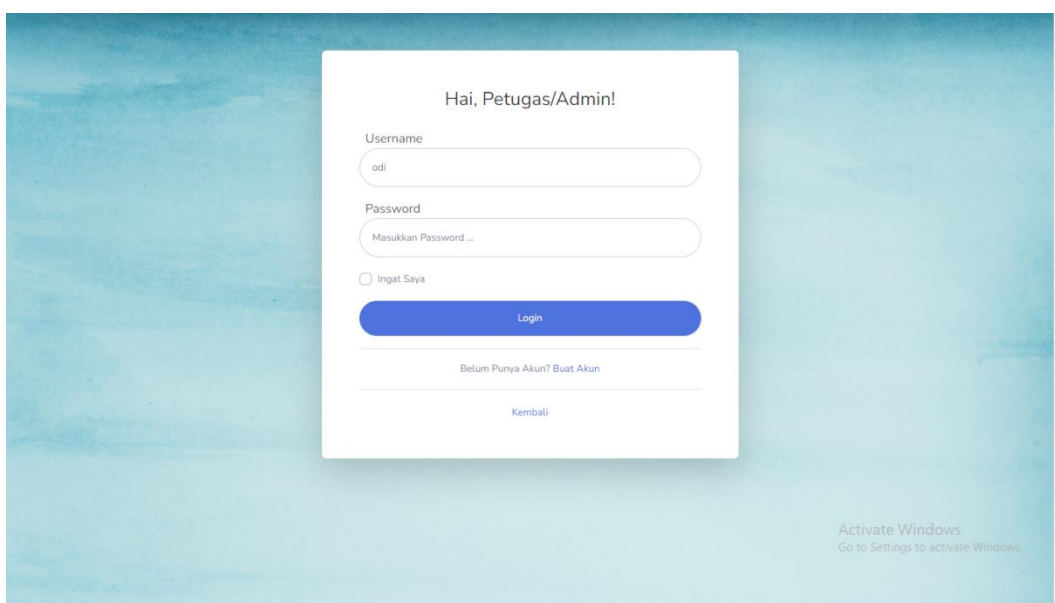 Hai, Petugas/Admin!
Username
odi
Password
Masukkan Password ...
Ingat Saya
Login
Belum Punya Akun? Buat Akun
Kembali
Activate Windows
Go to Settings to activate Windows.